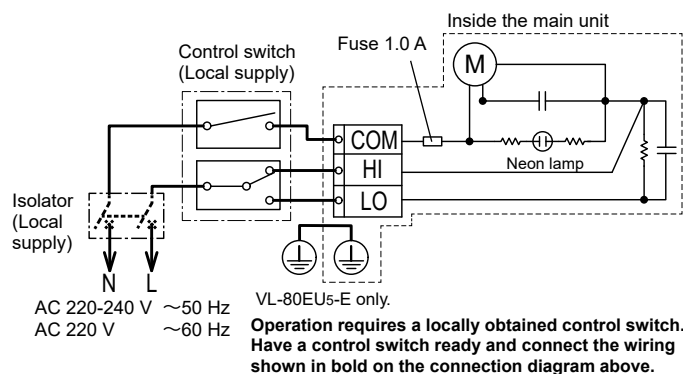 Inside the main unit
Control switch
(Local supply)
Fuse 1.0 A
M
COM
HI
LO
Neon lamp
Isolator
(Local
supply)
N L
AC 220-240 V ～50 Hz
AC 220 V ～60 Hz
VL-80EU5-E only.
Operation requires a locally obtained control switch.
Have a control switch ready and connect the wiring
shown in bold on the connection diagram above.